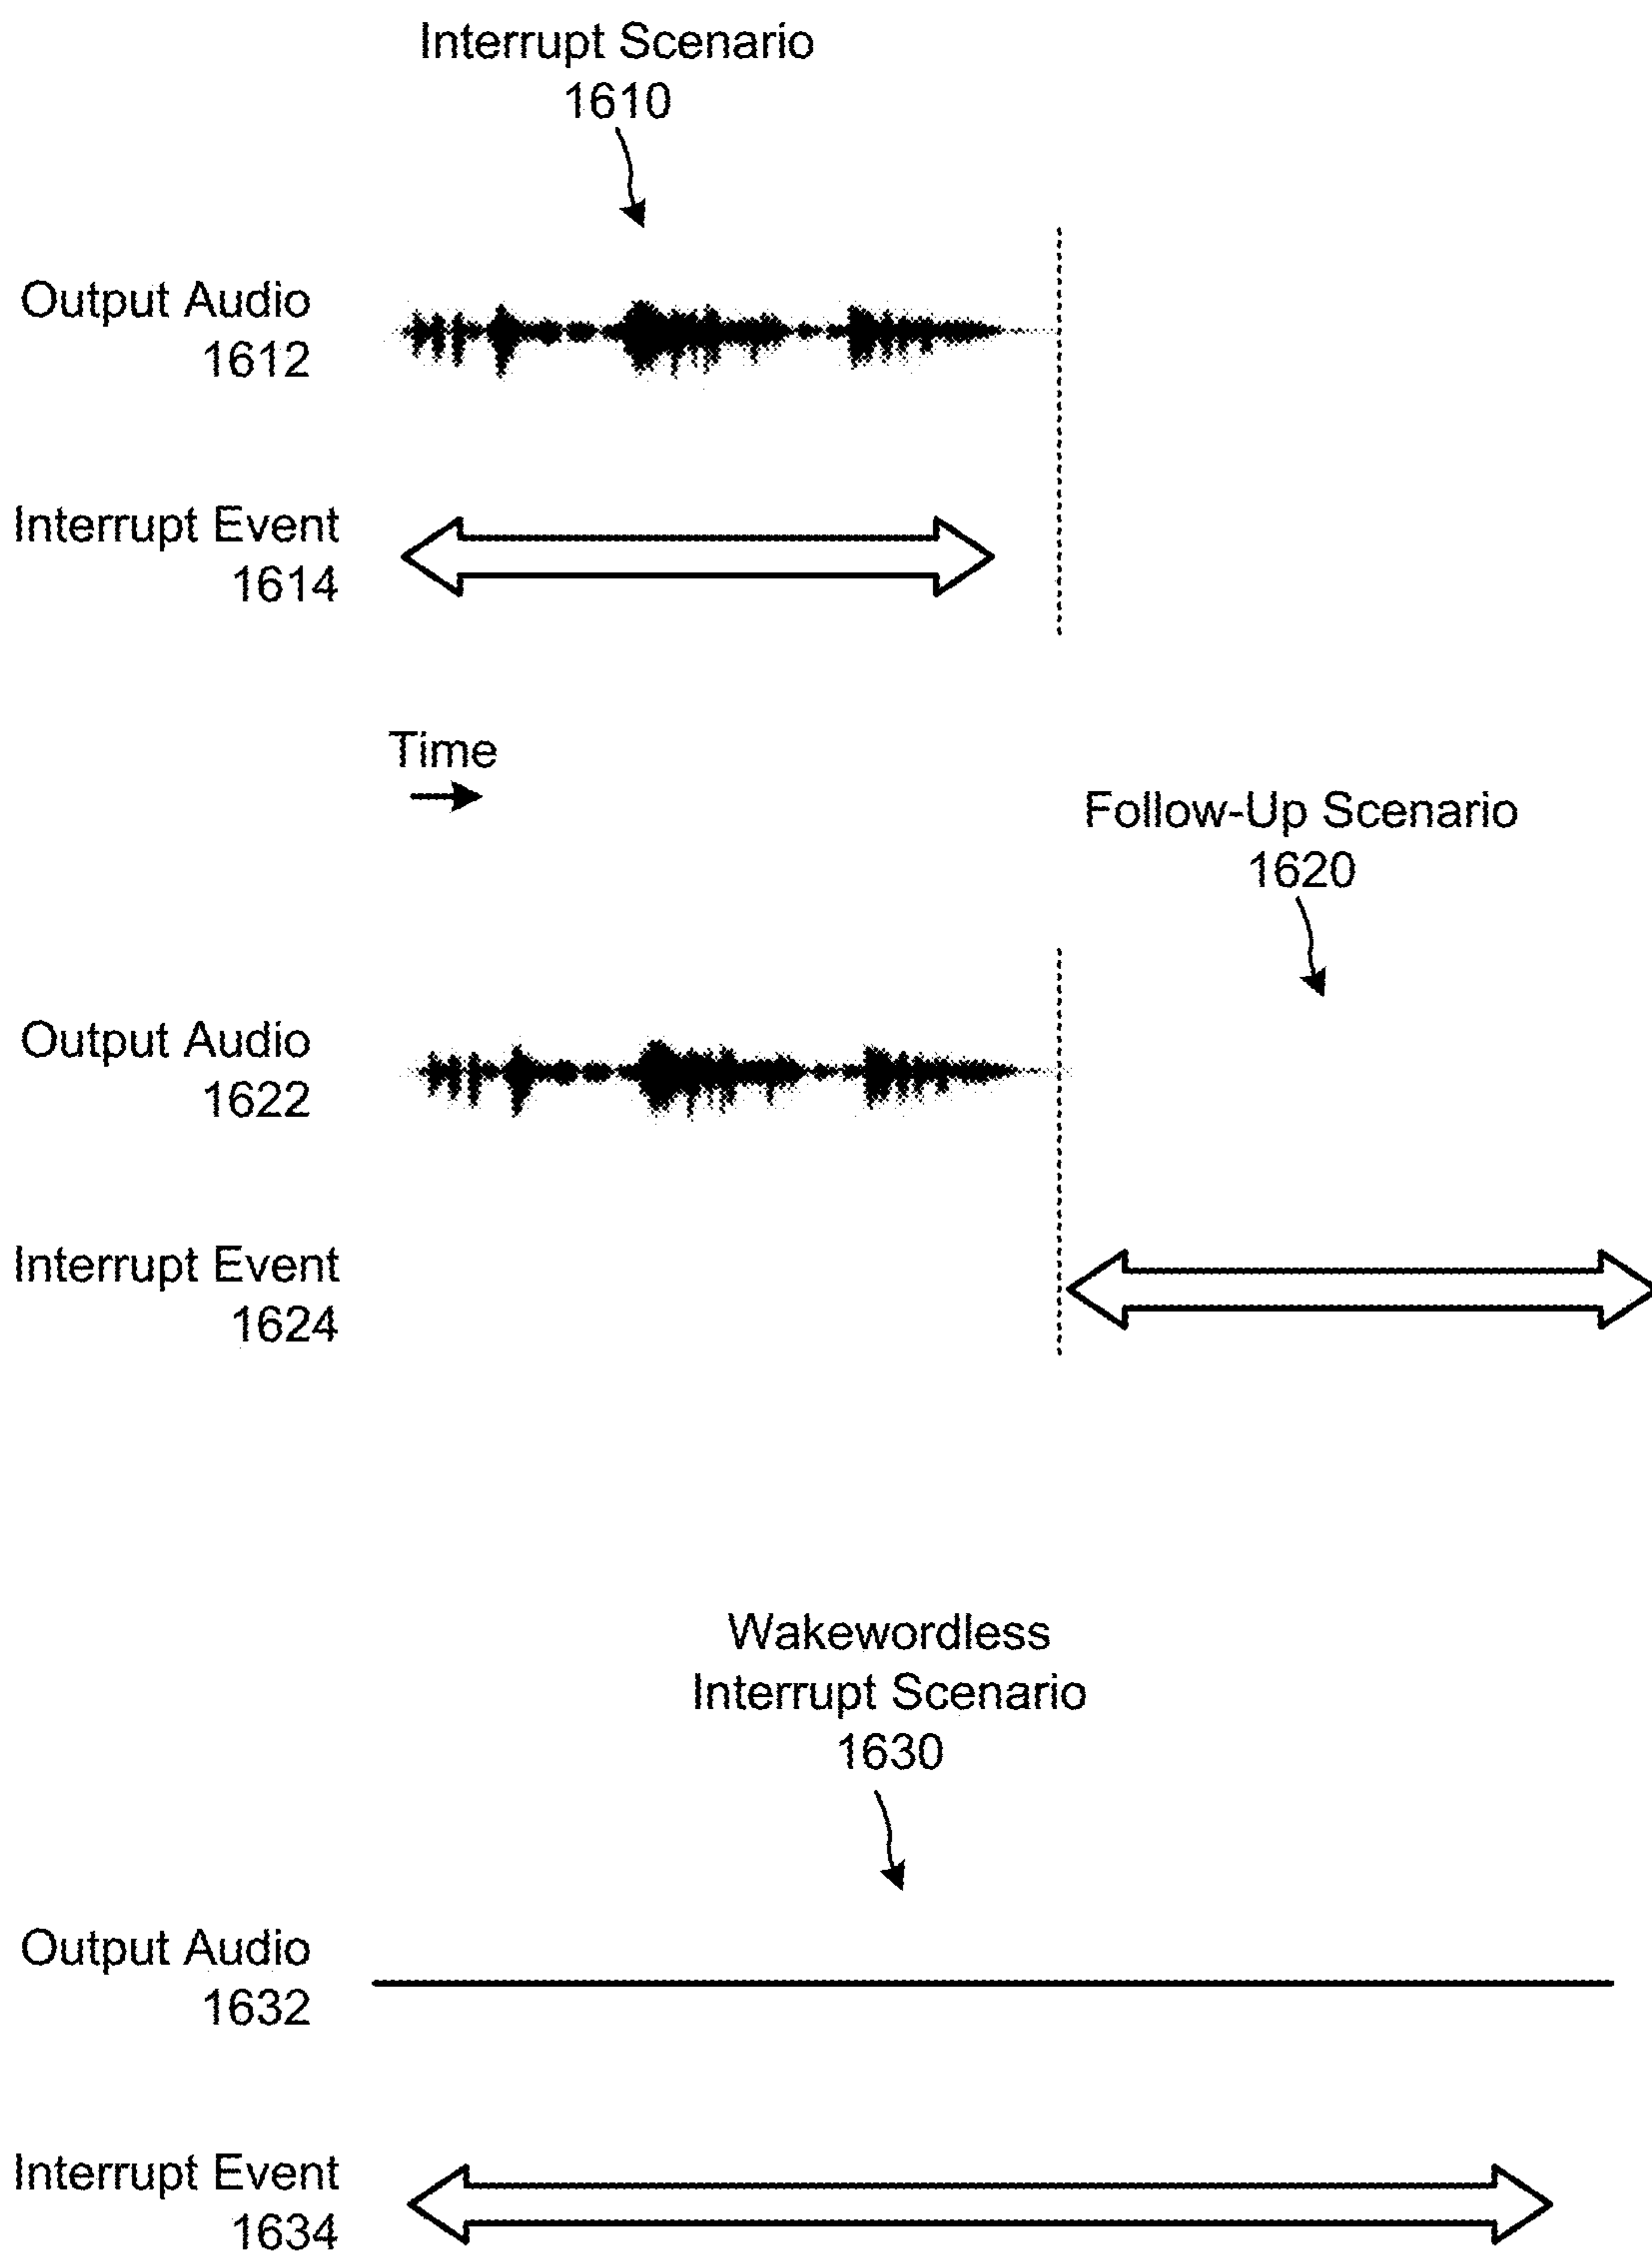 Interrupt Scenario
1610
Output Audio
1612
Interrupt Event
1614
Time
Follow-Up Scenario
1620
Output Audio
1622
Interrupt Event
1624
Wakewordless
Interrupt Scenario
1630
Output Audio
1632
Interrupt Event
1634